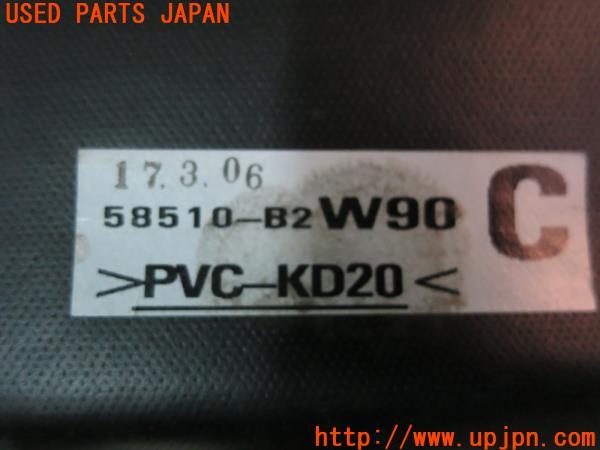 USED PARTS JAPAN
17.3.06
58510-B2W90
C
>PVC-KD20<
http://www.upjpn.com